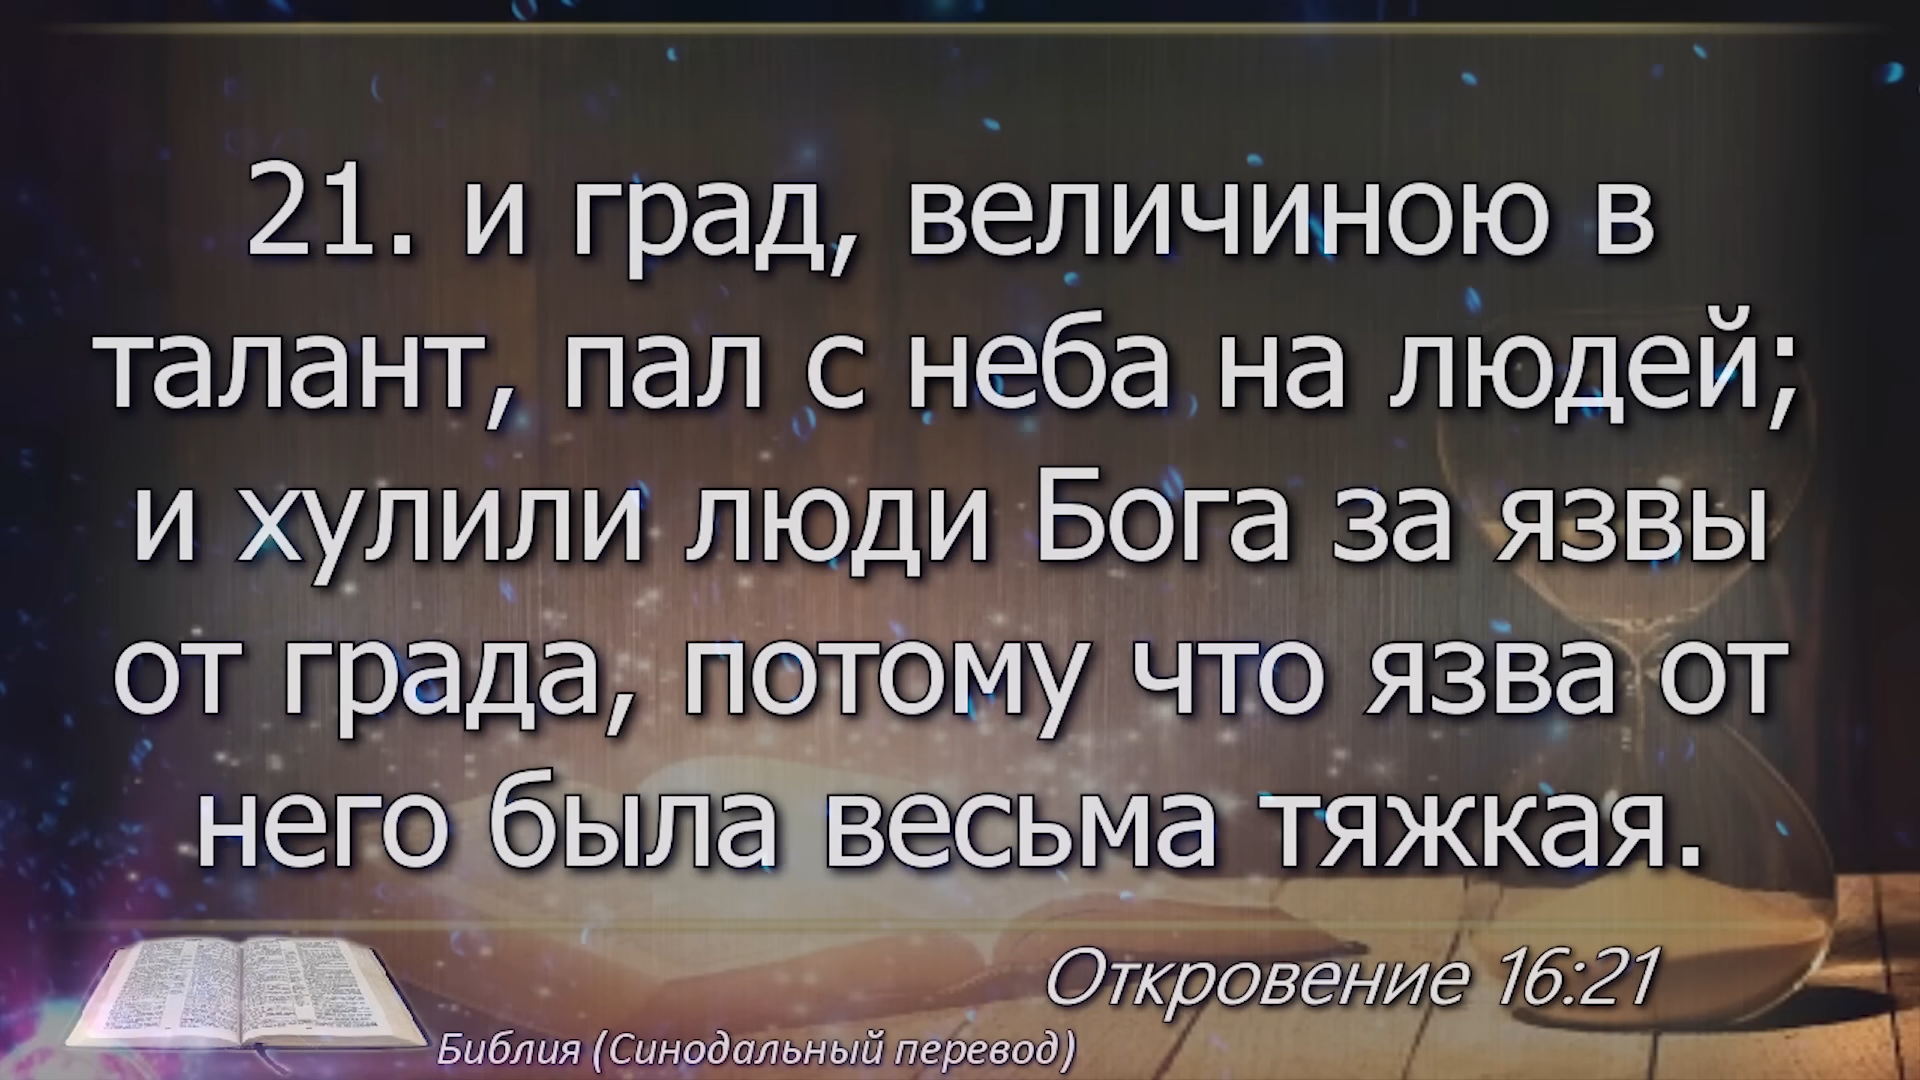 21. и град, величиною в
талант, пал с неба на людей;
и хулили люди Бога за язвы
от града, потому что язва от
него была весьма тяжкая.
Откровение 16:21
Библия (Синодальный перевод)